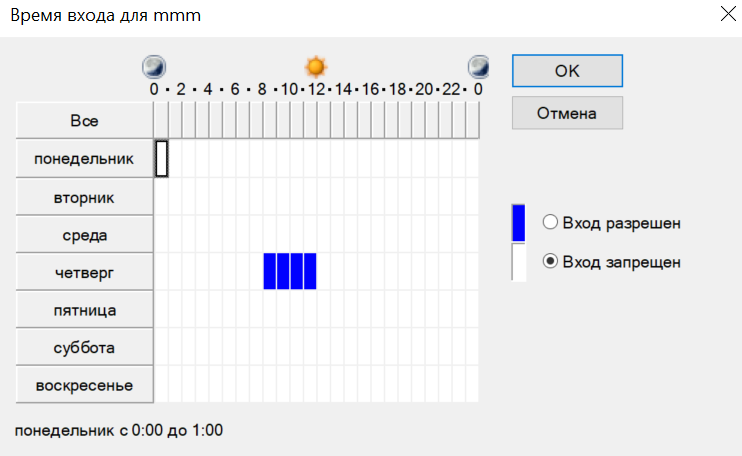 Время входа для mmm
0 · 2 · 4 · 6 · 8 · 10 · 12 · 14 · 16 · 18 · 20 · 22 · 0
OK
Все
Отмена
понедельник
вторник
среда
Вход разрешен
четверг
Вход запрещен
пятница
суббота
воскресенье
понедельник с 0:00 до 1:00